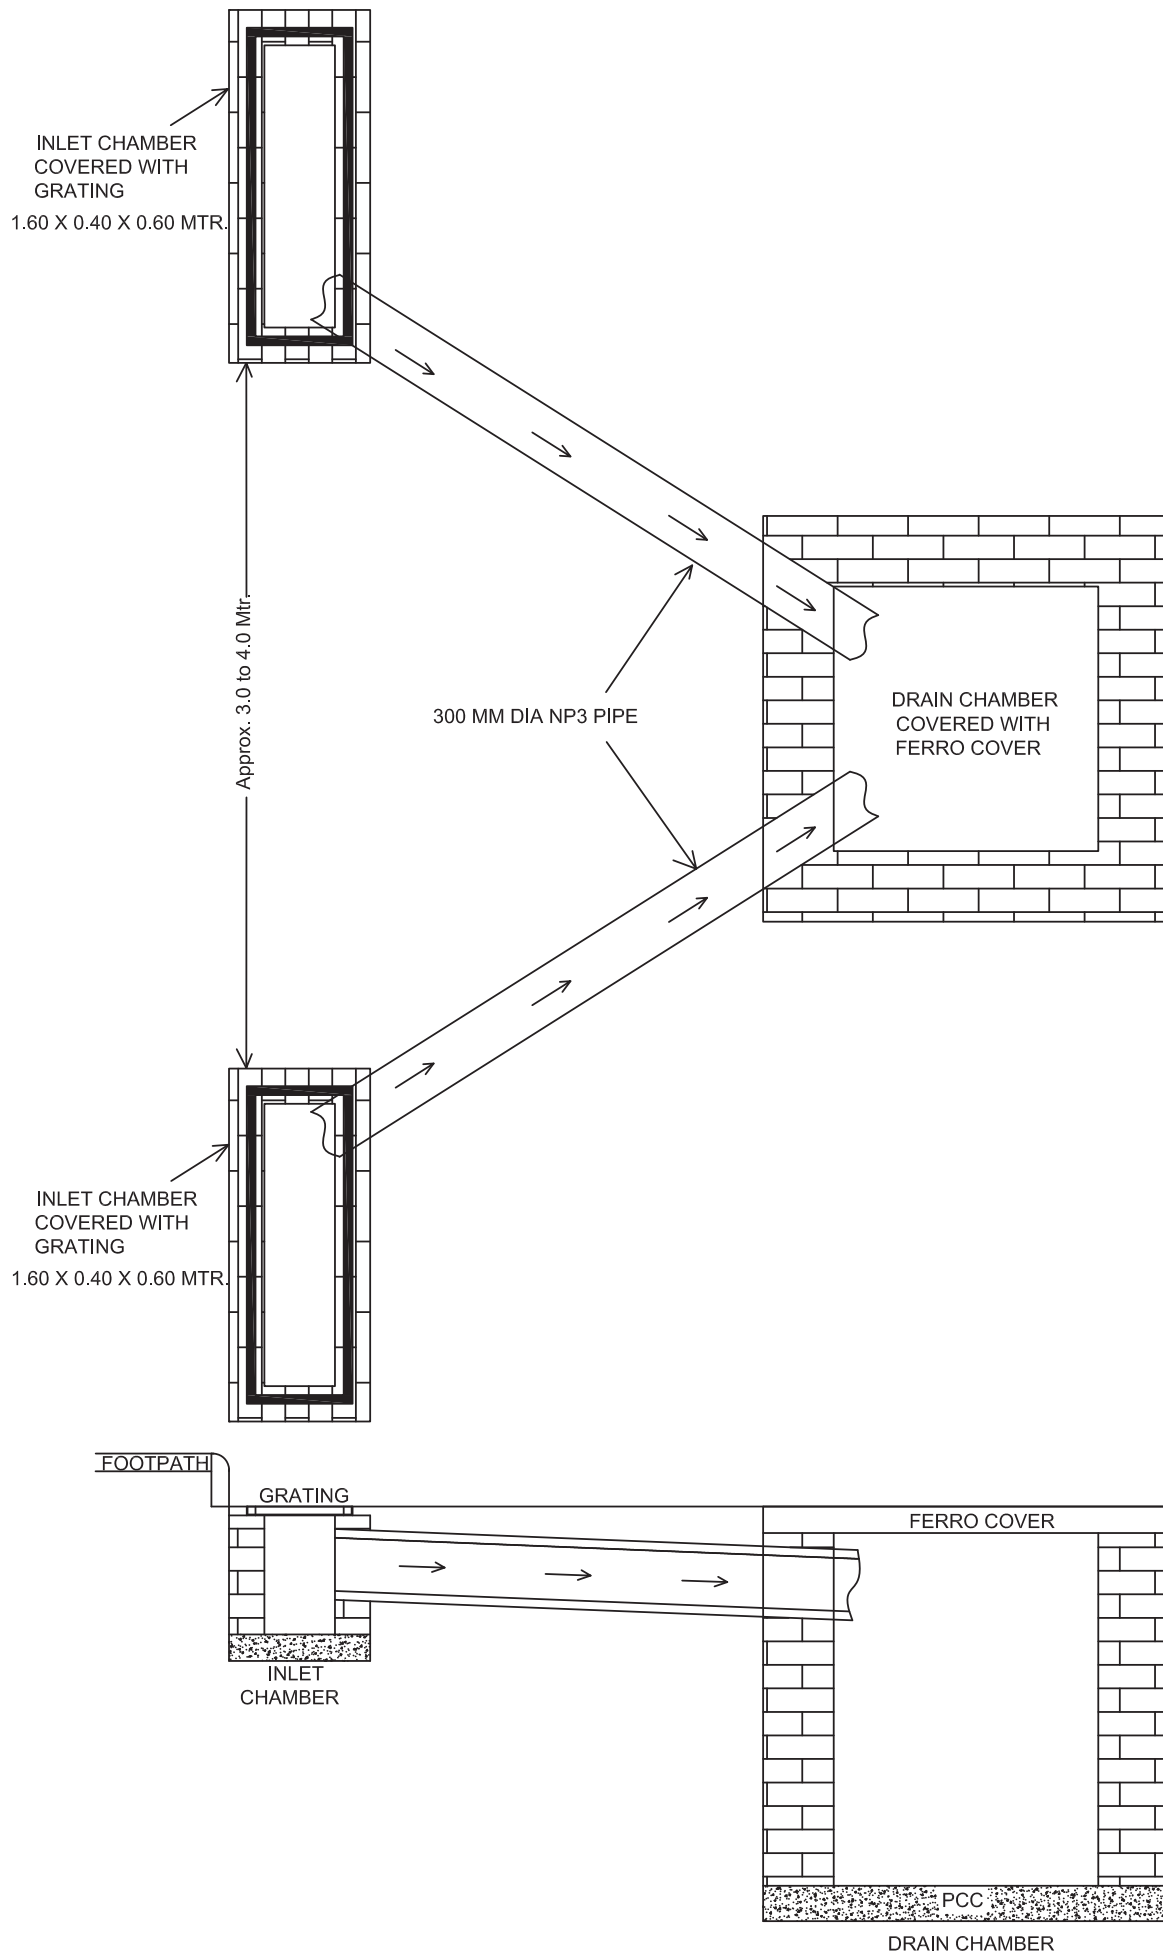 INLET CHAMBER
COVERED WITH
GRATING
1.60 X 0.40 X 0.60 MTR.
Approx. 3.0 to 4.0 Mtr.
300 MM DIA NP3 PIPE
DRAIN CHAMBER
COVERED WITH
FERRO COVER
INLET CHAMBER
COVERED WITH
GRATING
1.60 X 0.40 X 0.60 MTR.
FOOTPATH
GRATING
FERRO COVER
INLET
CHAMBER
PCC
DRAIN CHAMBER